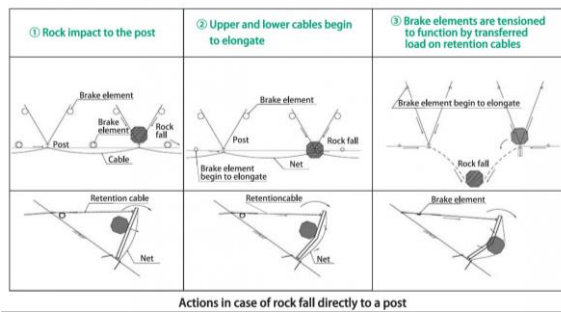 ① Rock impact to the post
② Upper and lower cables begin
to elongate
③ Brake elements are tensioned
to function by transferred
load on retention cables
Brake element
Brake
element
Rock
fall
Post
Cable
Brake element
Post
Rock fall
Net
Brake element
begin to elongate
Brake element begin to elongate
Rock fall
Retention cable
Net
Retentioncable
Net
Brake element
Actions in case of rock fall directly to a post